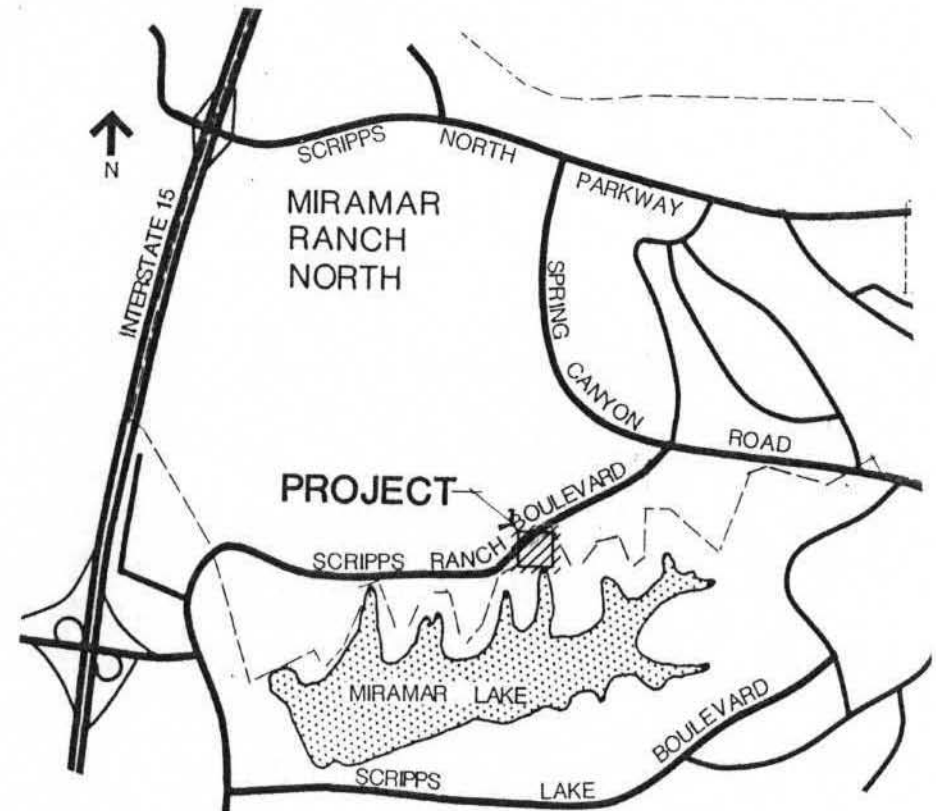 SCRIPPS NORTH PARKWAY
N
MIRAMAR
RANCH
NORTH
INTERSTATE 15
SPRING CANYON ROAD
PROJECT
SCRIPPS RANCH BOULEVARD
MIRAMAR LAKE
SCRIPPS LAKE BOULEVARD